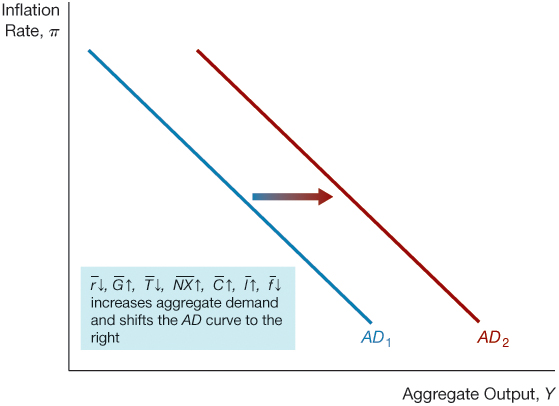 Inflation
Rate, π
r̅↓, G̅↑, T̅↓, N̅X̅↑, C̅↑, I̅↑, f̅↓
increases aggregate demand
and shifts the AD curve to the
right
AD₁
AD₂
Aggregate Output, Y